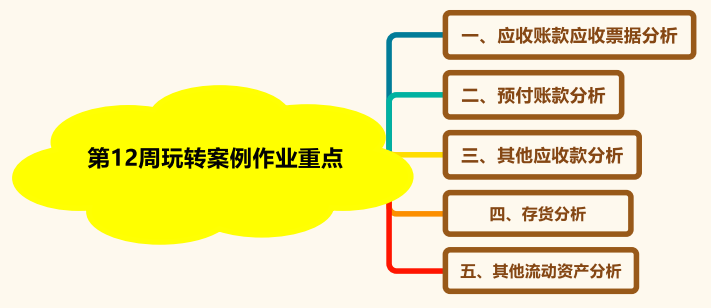 第12周玩转案例作业重点
一、应收账款应收票据分析
二、预付账款分析
三、其他应收款分析
四、存货分析
五、其他流动资产分析